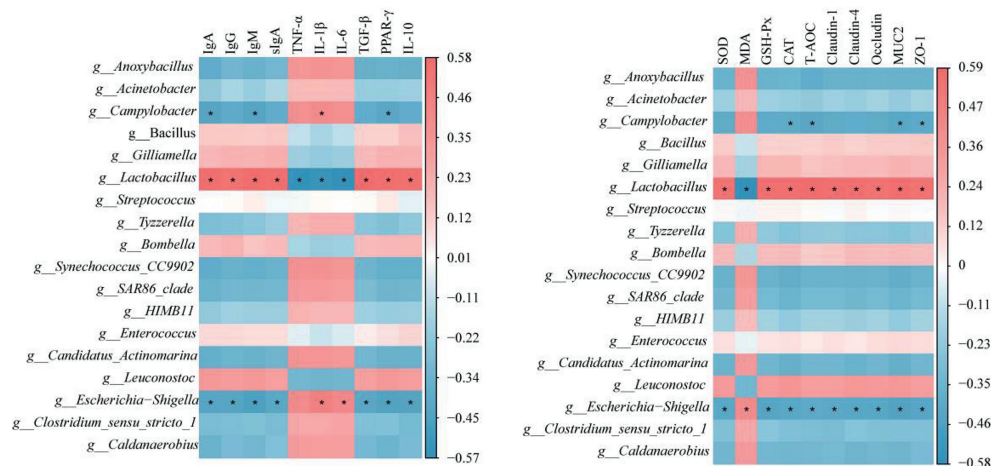 IgA IgG IgM sIgA TNF-α IL-1β IL-6 TGF-β PPAR-γ IL-10
g__Anoxybacillus
g__Acinetobacter
g__Campylobacter * * * *
g__Bacillus
g__Gilliamella
g__Lactobacillus * * * * * * * * * *
g__Streptococcus
g__Tyzzerella
g__Bombella
g__Synechococcus_CC9902
g__SAR86_clade
g__HIMB11
g__Enterococcus
g__Candidatus_Actinomarina
g__Leuconostoc
g__Escherichia−Shigella * * * * * * * * *
g__Clostridium_sensu_stricto_1
g__Caldanaerobius
0.58
0.46
0.35
0.23
0.12
0.01
−0.11
−0.22
−0.34
−0.45
−0.57
SOD MDA GSH-Px CAT T-AOC Claudin-1 Claudin-4 Occludin MUC2 ZO-1
g__Anoxybacillus
g__Acinetobacter
g__Campylobacter * * * *
g__Bacillus
g__Gilliamella
g__Lactobacillus * * * * * * * * * *
g__Streptococcus
g__Tyzzerella
g__Bombella
g__Synechococcus_CC9902
g__SAR86_clade
g__HIMB11
g__Enterococcus
g__Candidatus_Actinomarina
g__Leuconostoc
g__Escherichia−Shigella * * * * * * * * * *
g__Clostridium_sensu_stricto_1
g__Caldanaerobius
0.59
0.47
0.36
0.24
0.12
0
−0.11
−0.23
−0.35
−0.46
−0.58